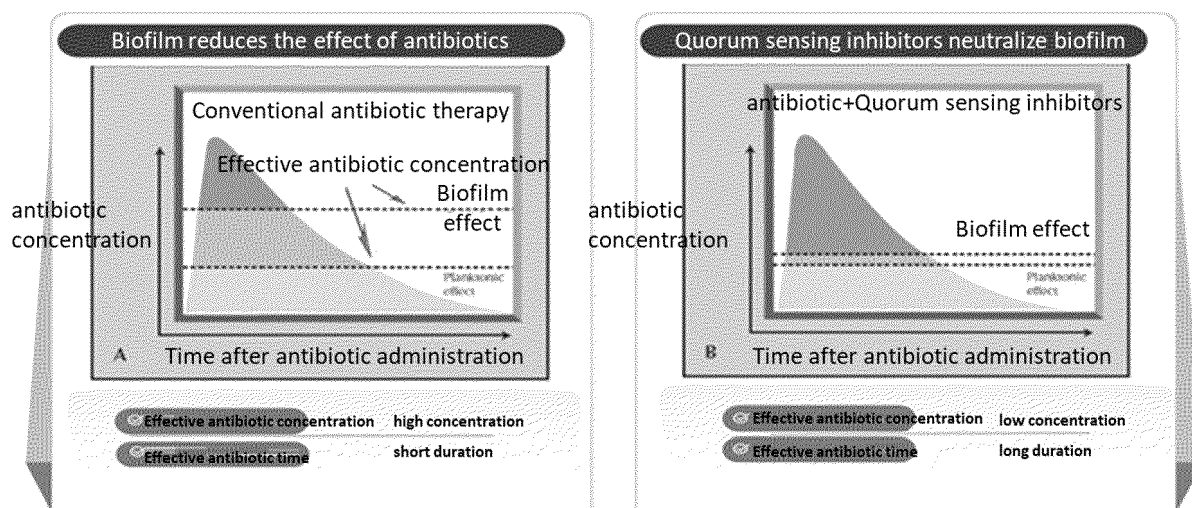 Biofilm reduces the effect of antibiotics
Conventional antibiotic therapy
Effective antibiotic concentration
Biofilm
effect
antibiotic
concentration
Planktonic
effect
A
Time after antibiotic administration
Effective antibiotic concentration high concentration
Effective antibiotic time short duration
Quorum sensing inhibitors neutralize biofilm
antibiotic+Quorum sensing inhibitors
antibiotic
concentration
Biofilm effect
Planktonic
effect
B
Time after antibiotic administration
Effective antibiotic concentration low concentration
Effective antibiotic time long duration